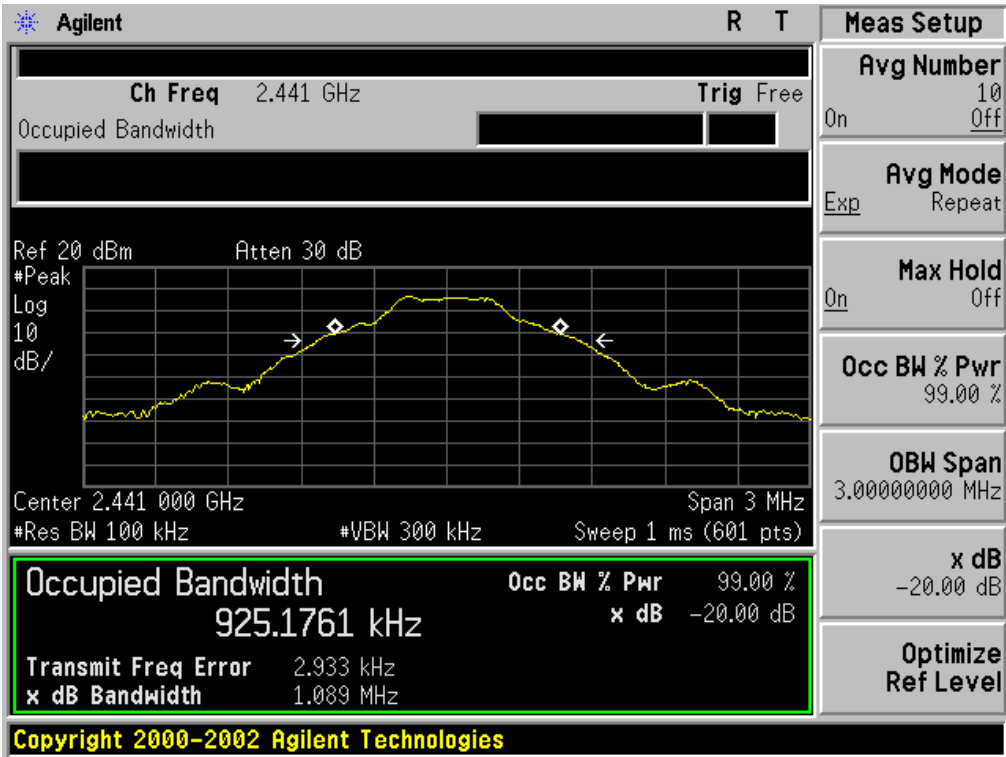 Agilent R T
Ch Freq 2.441 GHz Trig Free
Occupied Bandwidth
Ref 20 dBm Atten 30 dB
#Peak
Log
10
dB/
Center 2.441 000 GHz Span 3 MHz
#Res BW 100 kHz #VBW 300 kHz Sweep 1 ms (601 pts)
Occupied Bandwidth Occ BW % Pwr 99.00 %
925.1761 kHz x dB -20.00 dB
Transmit Freq Error 2.933 kHz
x dB Bandwidth 1.089 MHz
Copyright 2000-2002 Agilent Technologies
Meas Setup
Avg Number
10
On Off
Avg Mode
Exp Repeat
Max Hold
On Off
Occ BW % Pwr
99.00 %
OBW Span
3.00000000 MHz
x dB
-20.00 dB
Optimize
Ref Level